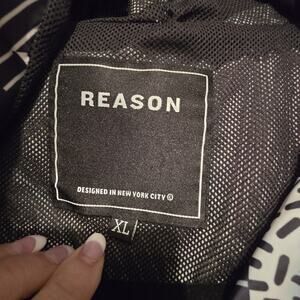 REASON
DESIGNED IN NEW YORK CITY ©
XL